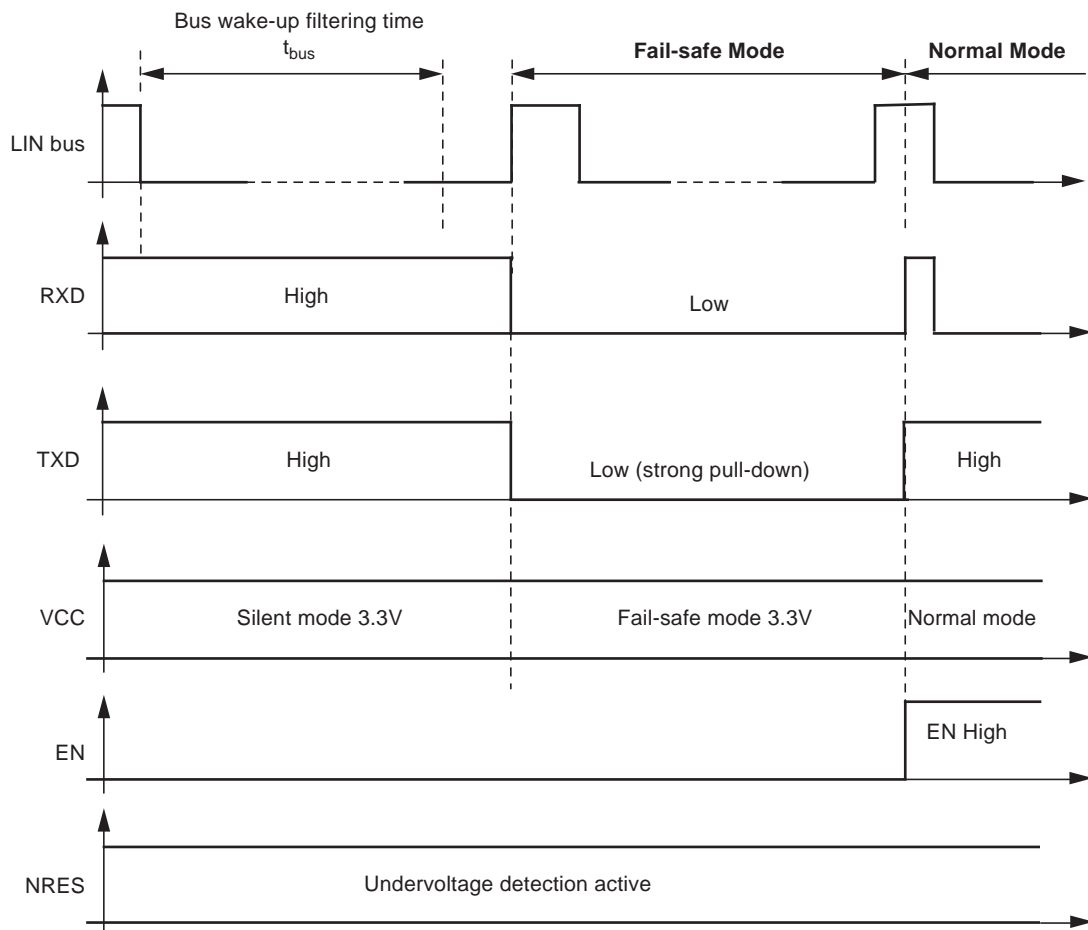 Bus wake-up filtering time
tbus
Fail-safe Mode
Normal Mode
LIN bus
RXD
High
Low
TXD
High
Low (strong pull-down)
High
VCC
Silent mode 3.3V
Fail-safe mode 3.3V
Normal mode
EN
EN High
NRES
Undervoltage detection active